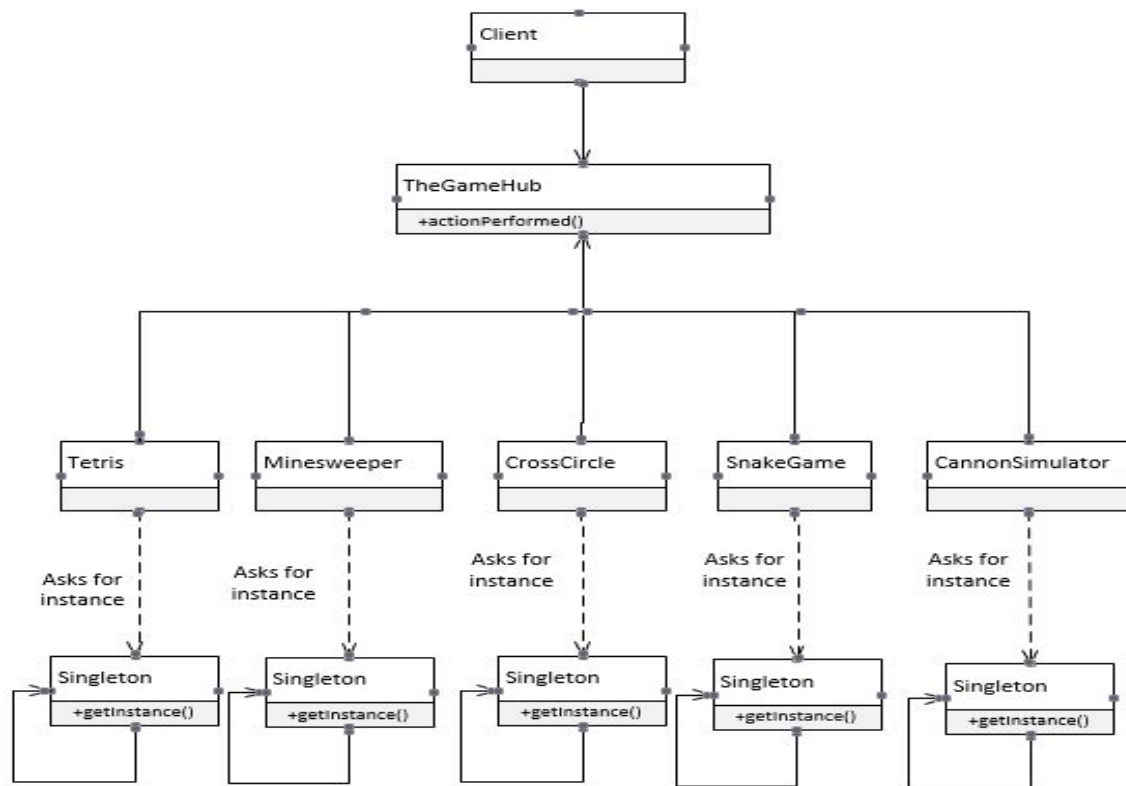 Client
TheGameHub
+actionPerformed()
Tetris
Minesweeper
CrossCircle
SnakeGame
CannonSimulator
Asks for
instance
Asks for
instance
Asks for
instance
Asks for
instance
Asks for
instance
Singleton
+getInstance()
Singleton
+getInstance()
Singleton
+getInstance()
Singleton
+getInstance()
Singleton
+getInstance()